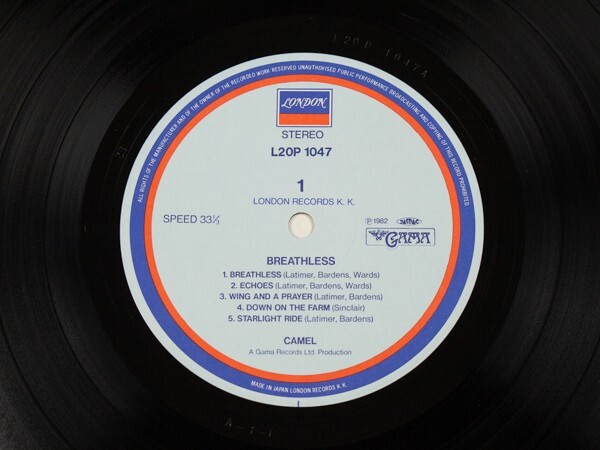 L20P 1047A
ALL RIGHTS OF THE MANUFACTURER AND OF THE OWNER OF THE RECORDED WORK RESERVED UNAUTHORISED PUBLIC PERFORMANCE BROADCASTING AND COPYING OF THIS RECORD PROHIBITED.
LONDON
STEREO
L20P 1047
1
LONDON RECORDS K. K.
SPEED 33⅓
Ⓟ 1982
GAMA
BREATHLESS
1. BREATHLESS (Latimer, Bardens, Wards)
2. ECHOES (Latimer, Bardens, Wards)
3. WING AND A PRAYER (Latimer, Bardens)
4. DOWN ON THE FARM (Sinclair)
5. STARLIGHT RIDE (Latimer, Bardens)
CAMEL
A Gama Records Ltd. Production
MADE IN JAPAN LONDON RECORDS K. K.